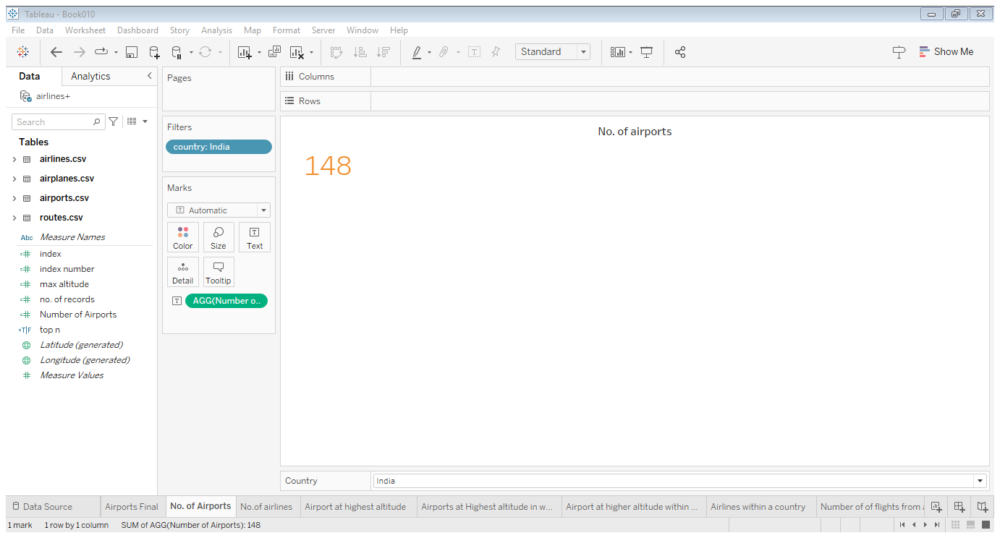 Tableau - Book010
File Data Worksheet Dashboard Story Analysis Map Format Server Window Help
Standard
Show Me
Data
Analytics
airlines+
Search
Tables
airlines.csv
airplanes.csv
airports.csv
routes.csv
Abc Measure Names
index
index number
max altitude
no. of records
Number of Airports
=T|F top n
Latitude (generated)
Longitude (generated)
Measure Values
Pages
Filters
country: India
Marks
T Automatic
Color Size T Text
Detail Tooltip
T AGG(Number o..
Columns
Rows
No. of airports
148
Country
India
Data Source Airports Final No. of Airports No.of airlines Airport at highest altitude Airports at Highest altitude in w... Airport at higher altitude within ... Airlines within a country Number of of flights from
1 mark 1 row by 1 column SUM of AGG(Number of Airports): 148